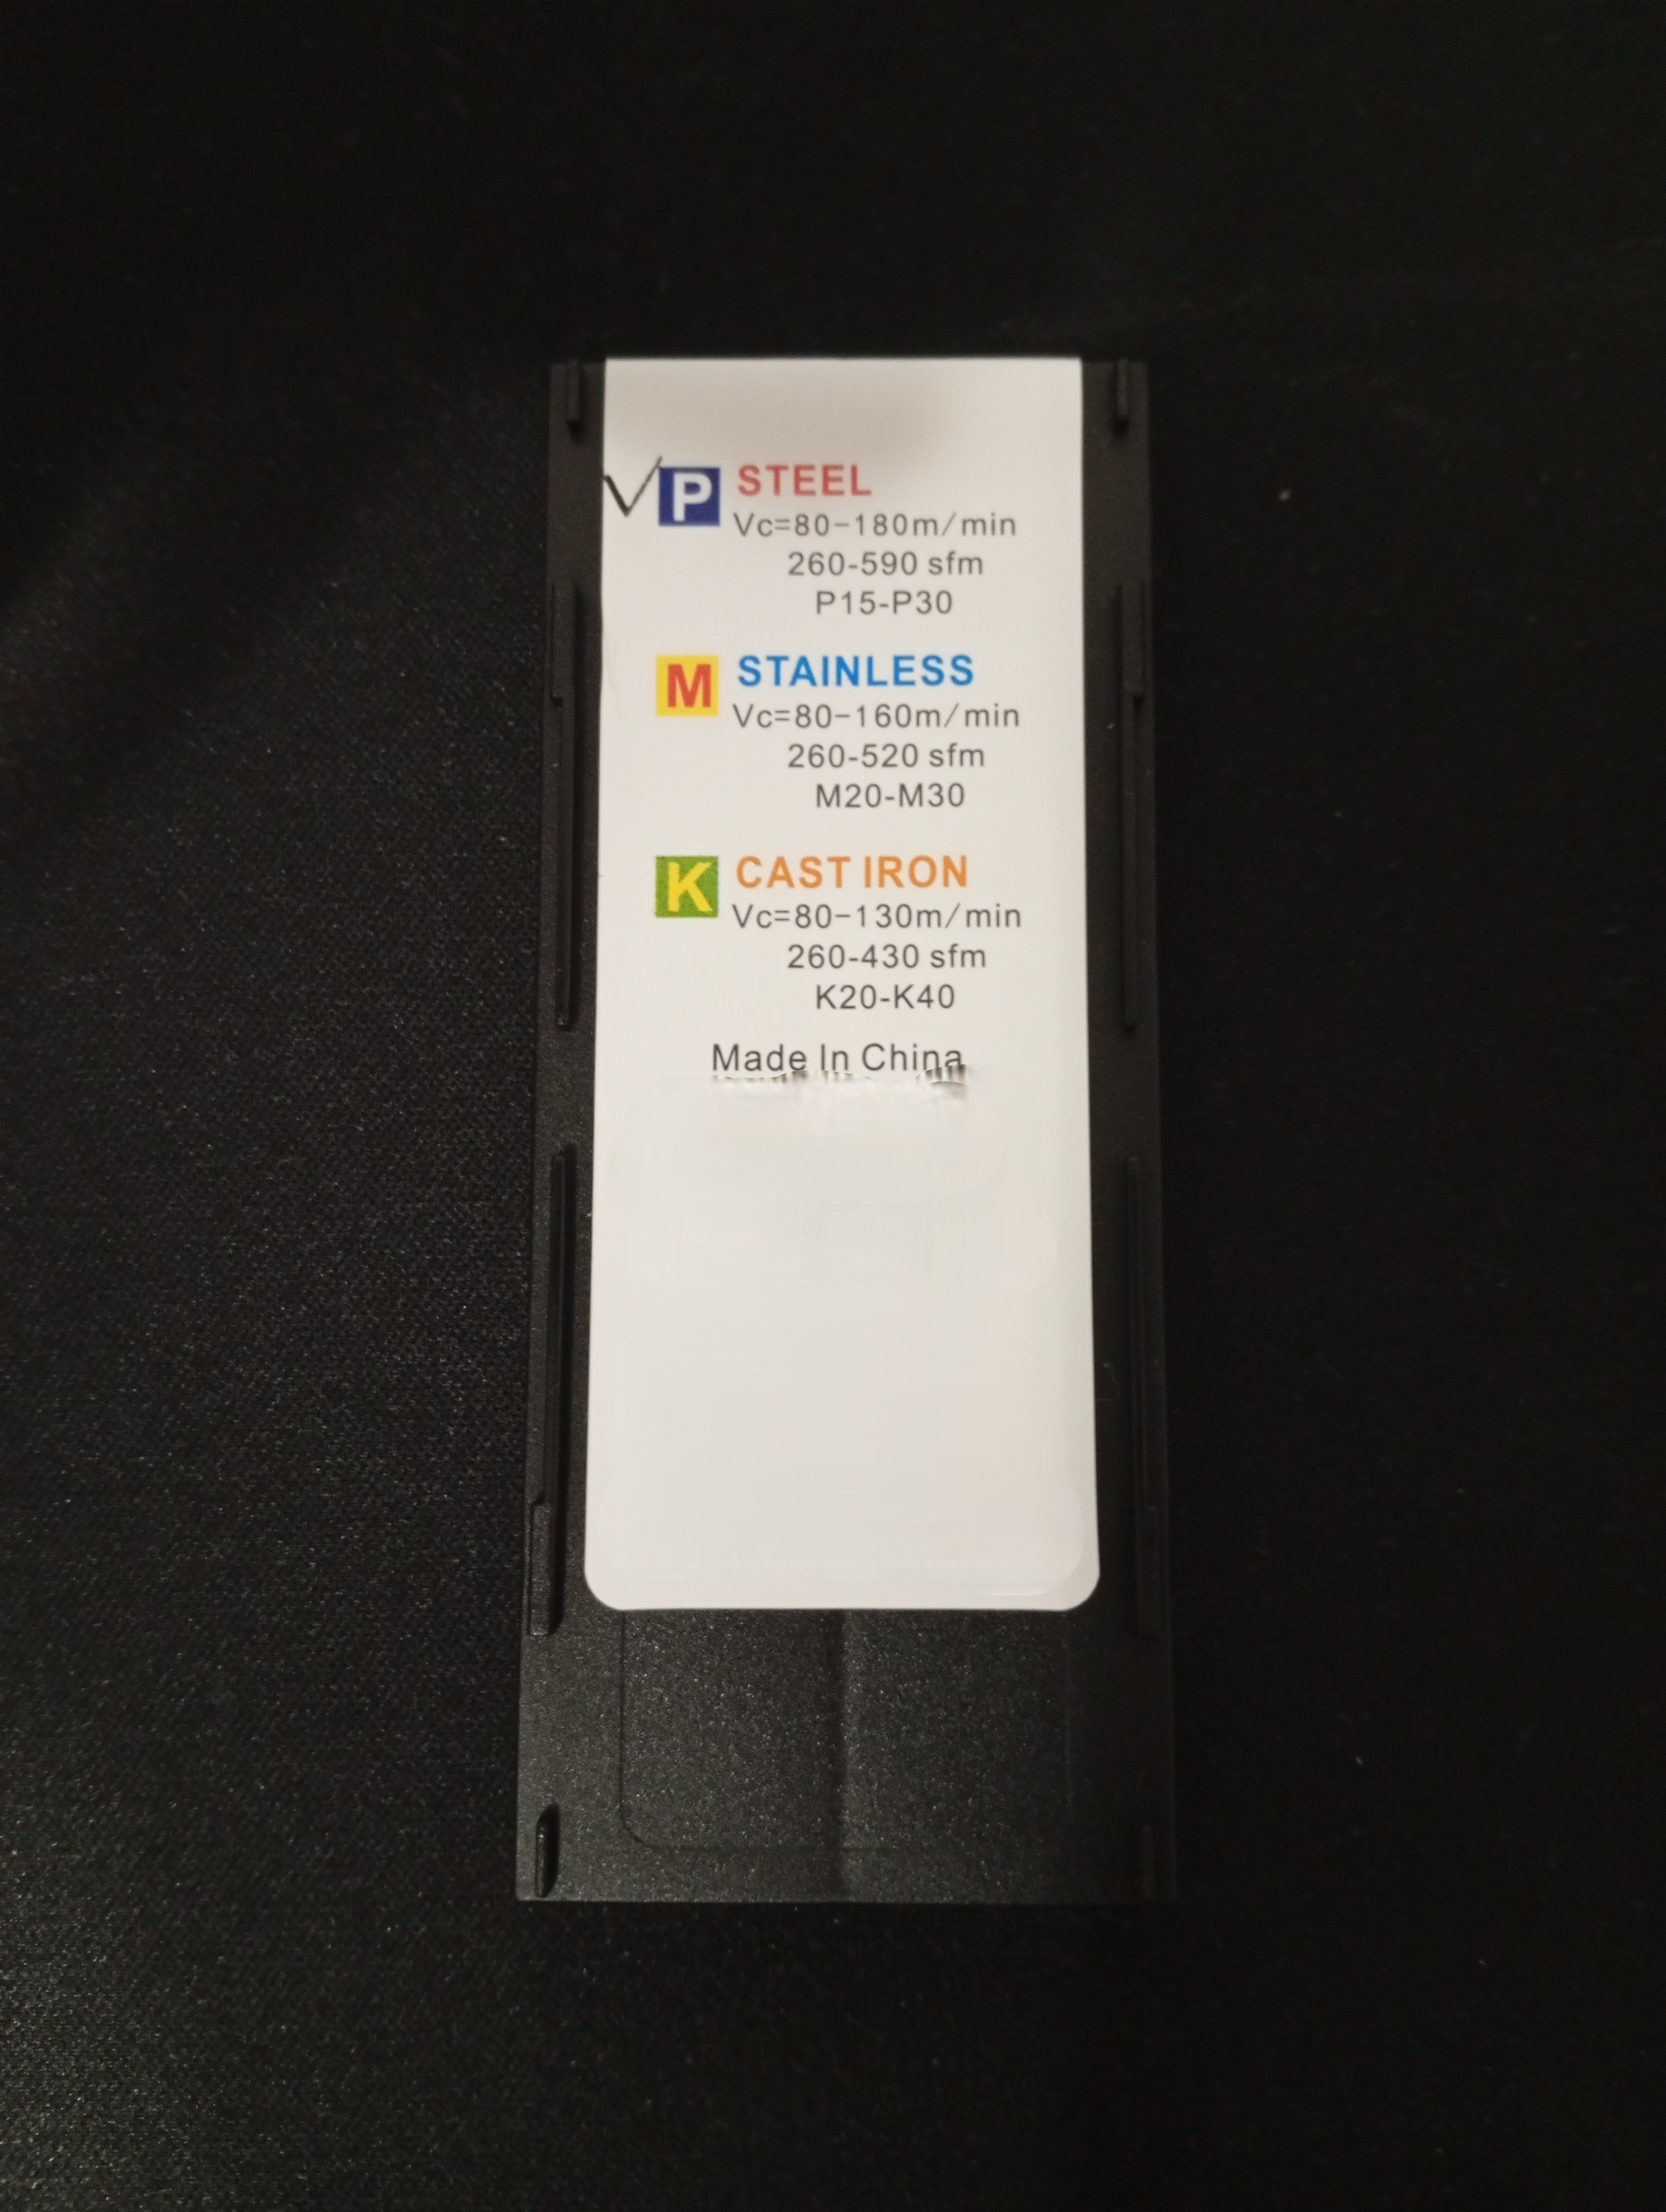 √ P STEEL
Vc=80-180m/min
260-590 sfm
P15-P30
M STAINLESS
Vc=80-160m/min
260-520 sfm
M20-M30
K CAST IRON
Vc=80-130m/min
260-430 sfm
K20-K40
Made In China